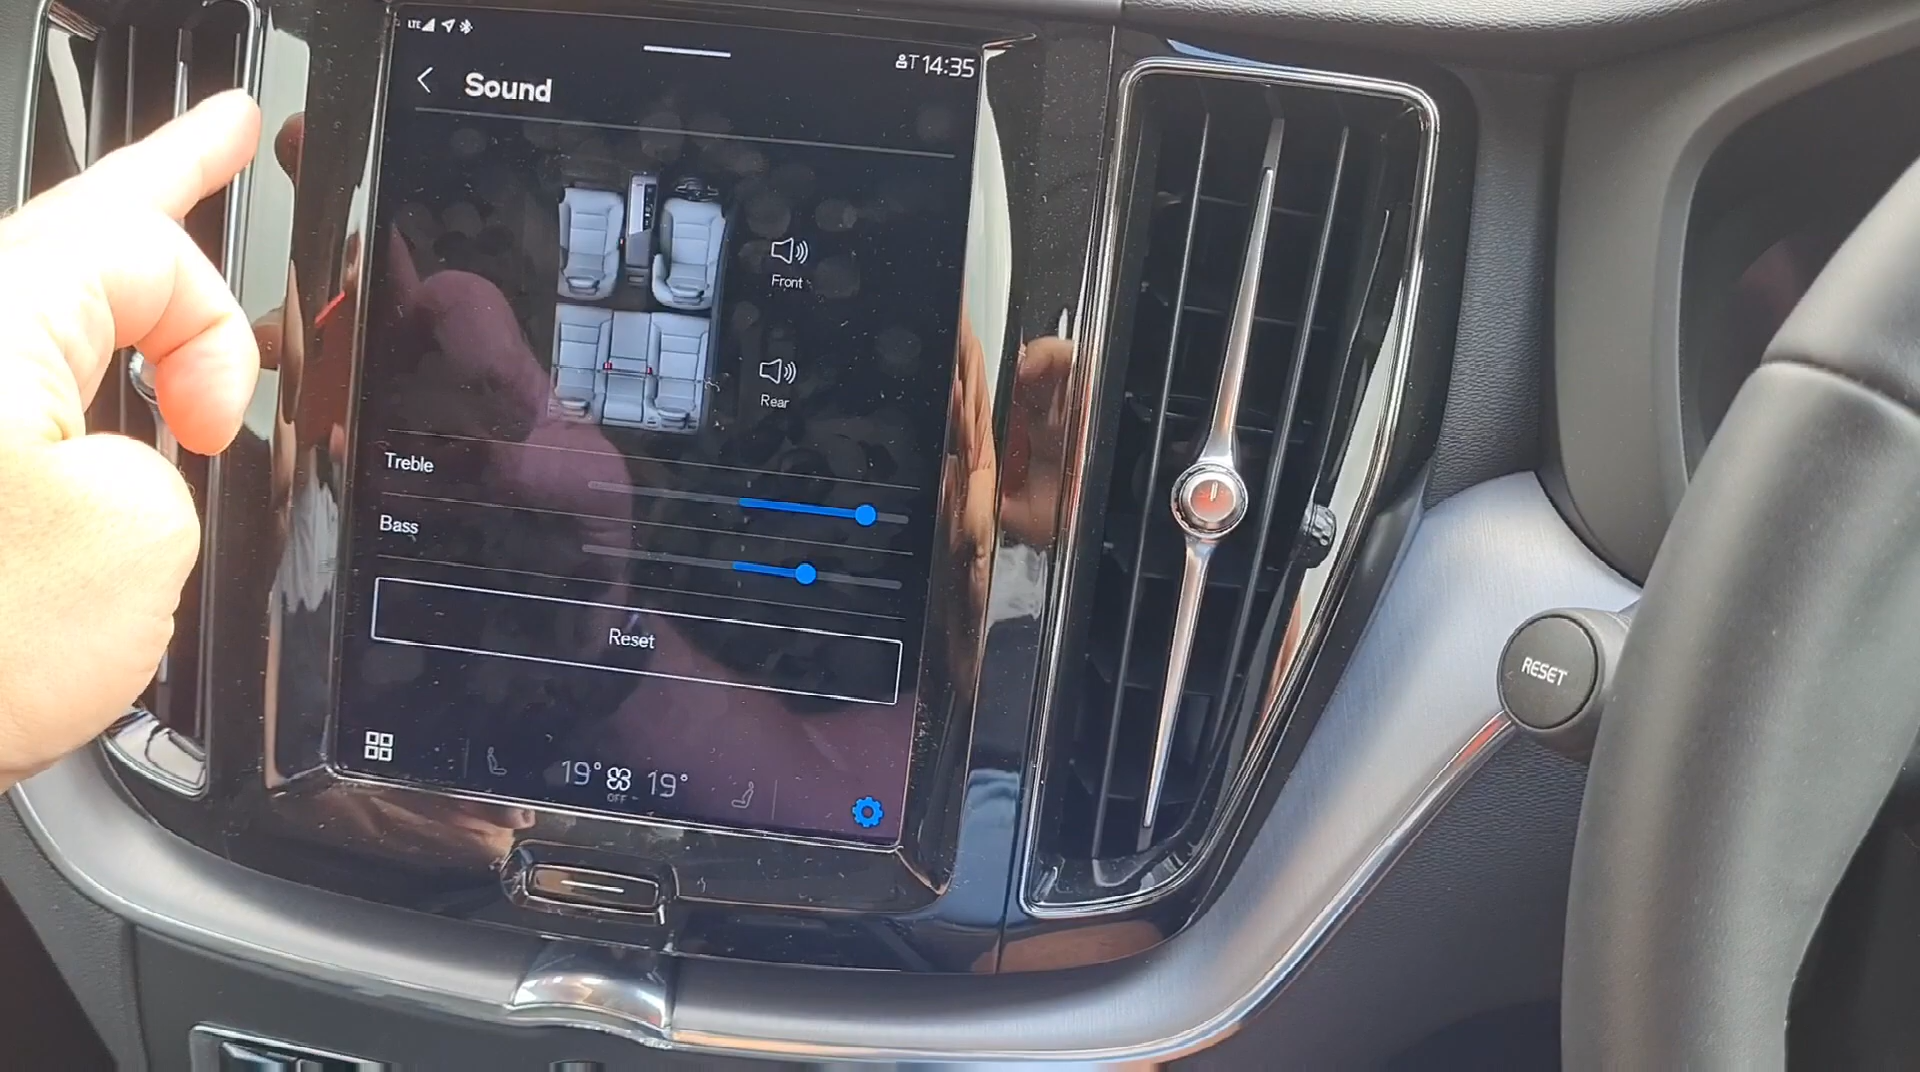 LTE
T 14:35
Sound
Front
Rear
Treble
Bass
Reset
19° 19°
OFF
RESET